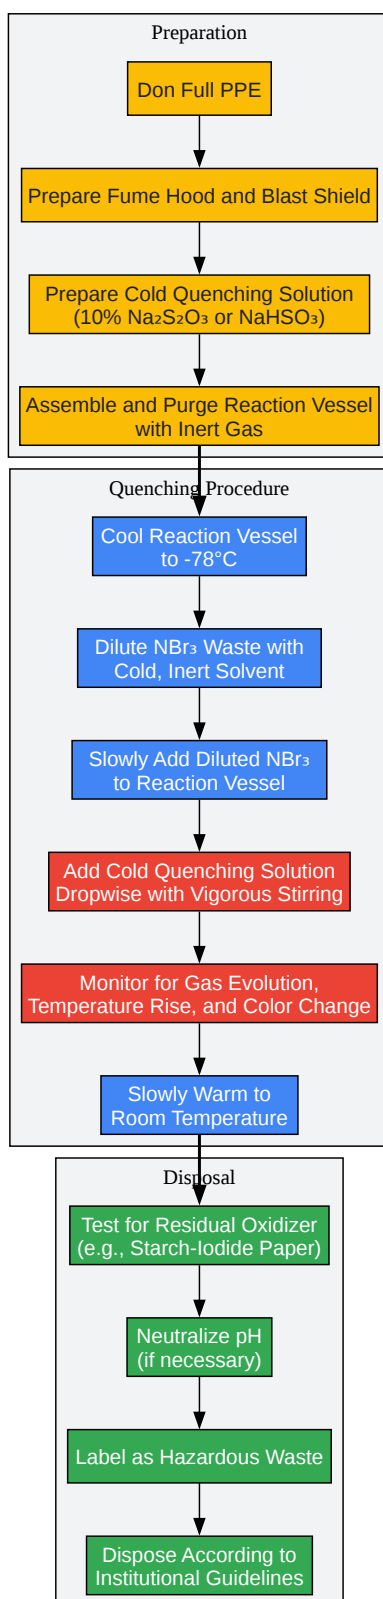 Preparation
Don Full PPE
Prepare Fume Hood and Blast Shield
Prepare Cold Quenching Solution
(10% Na₂S₂O₃ or NaHSO₃)
Assemble and Purge Reaction Vessel
with Inert Gas
Quenching Procedure
Cool Reaction Vessel
to -78°C
Dilute NBr₃ Waste with
Cold, Inert Solvent
Slowly Add Diluted NBr₃
to Reaction Vessel
Add Cold Quenching Solution
Dropwise with Vigorous Stirring
Monitor for Gas Evolution,
Temperature Rise, and Color Change
Slowly Warm to
Room Temperature
Disposal
Test for Residual Oxidizer
(e.g., Starch-Iodide Paper)
Neutralize pH
(if necessary)
Label as Hazardous Waste
Dispose According to
Institutional Guidelines